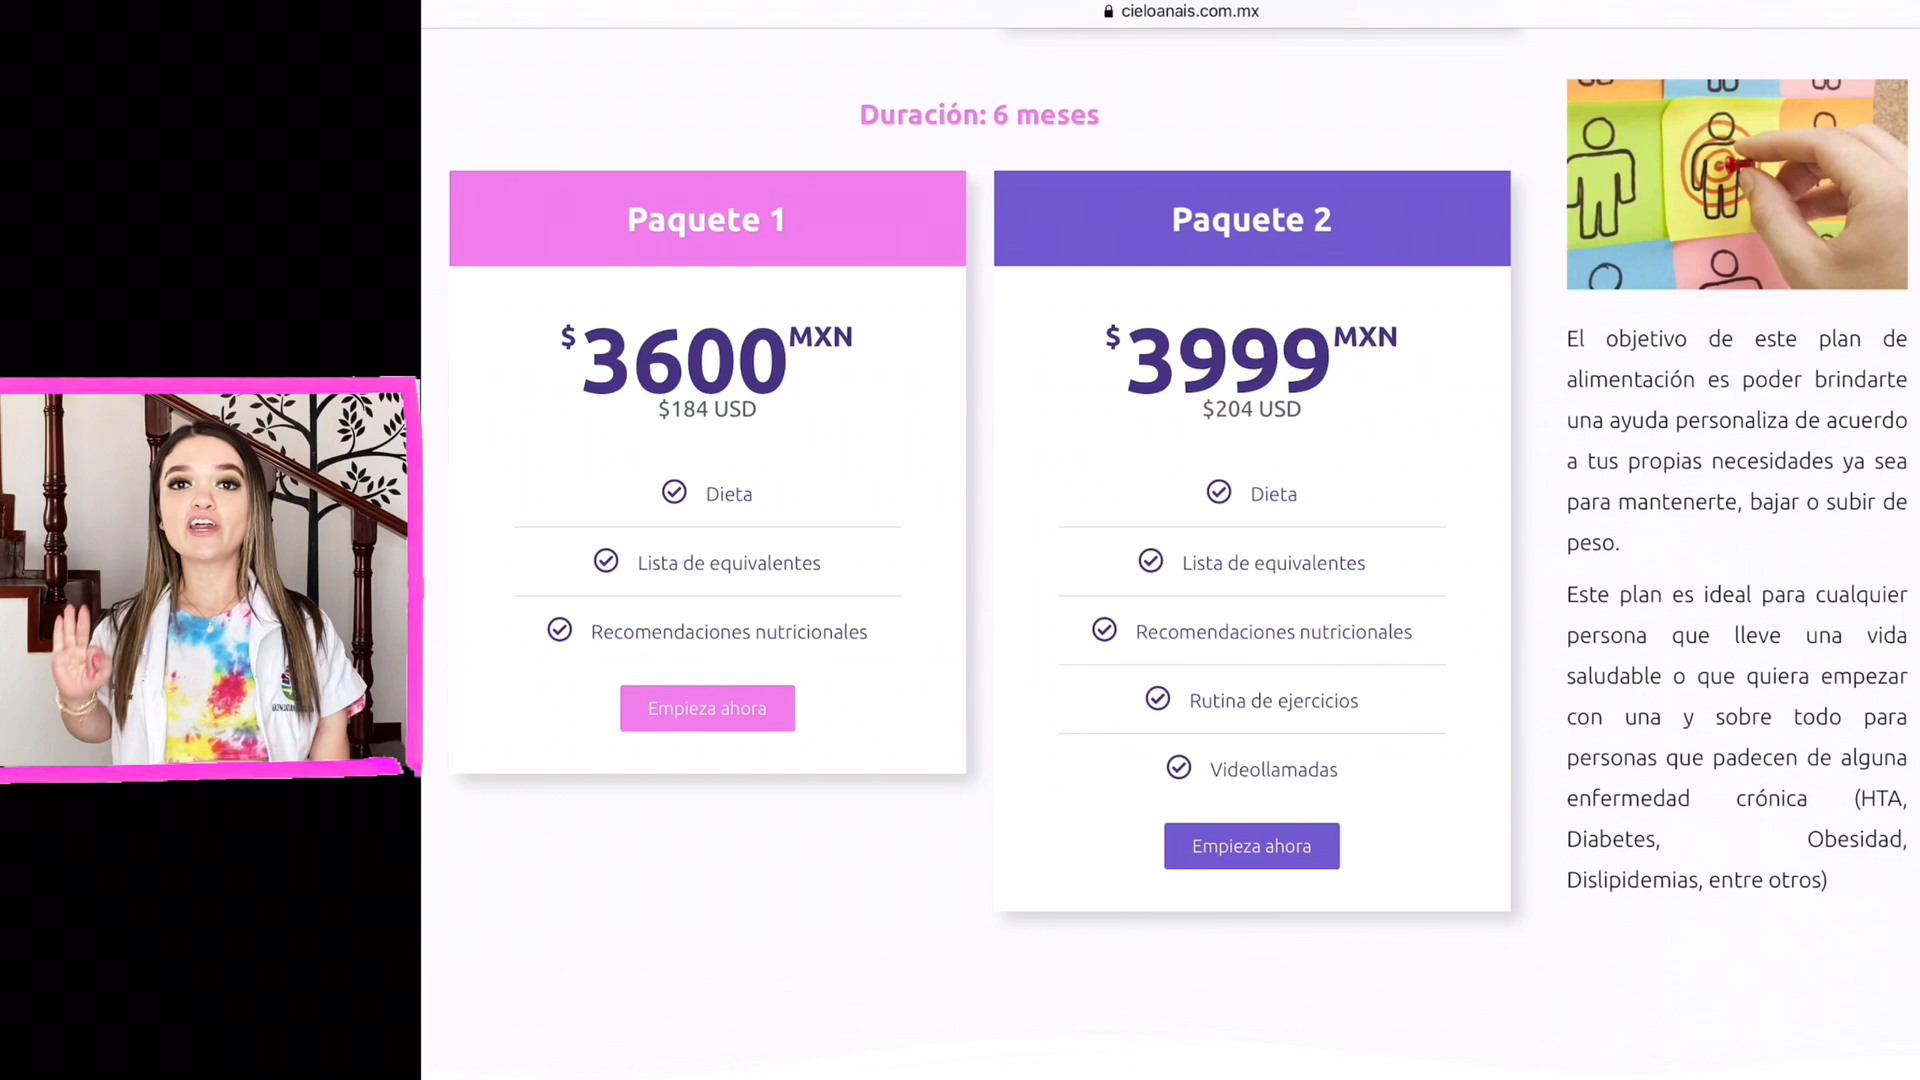 cieloanais.com.mx
Duración: 6 meses
Paquete 1
$3600MXN
$184 USD
Dieta
Lista de equivalentes
Recomendaciones nutricionales
Empieza ahora
Paquete 2
$3999MXN
$204 USD
Dieta
Lista de equivalentes
Recomendaciones nutricionales
Rutina de ejercicios
Videollamadas
Empieza ahora
El objetivo de este plan de
alimentación es poder brindarte
una ayuda personaliza de acuerdo
a tus propias necesidades ya sea
para mantenerte, bajar o subir de
peso.
Este plan es ideal para cualquier
persona que lleve una vida
saludable o que quiera empezar
con una y sobre todo para
personas que padecen de alguna
enfermedad crónica (HTA,
Diabetes, Obesidad,
Dislipidemias, entre otros)